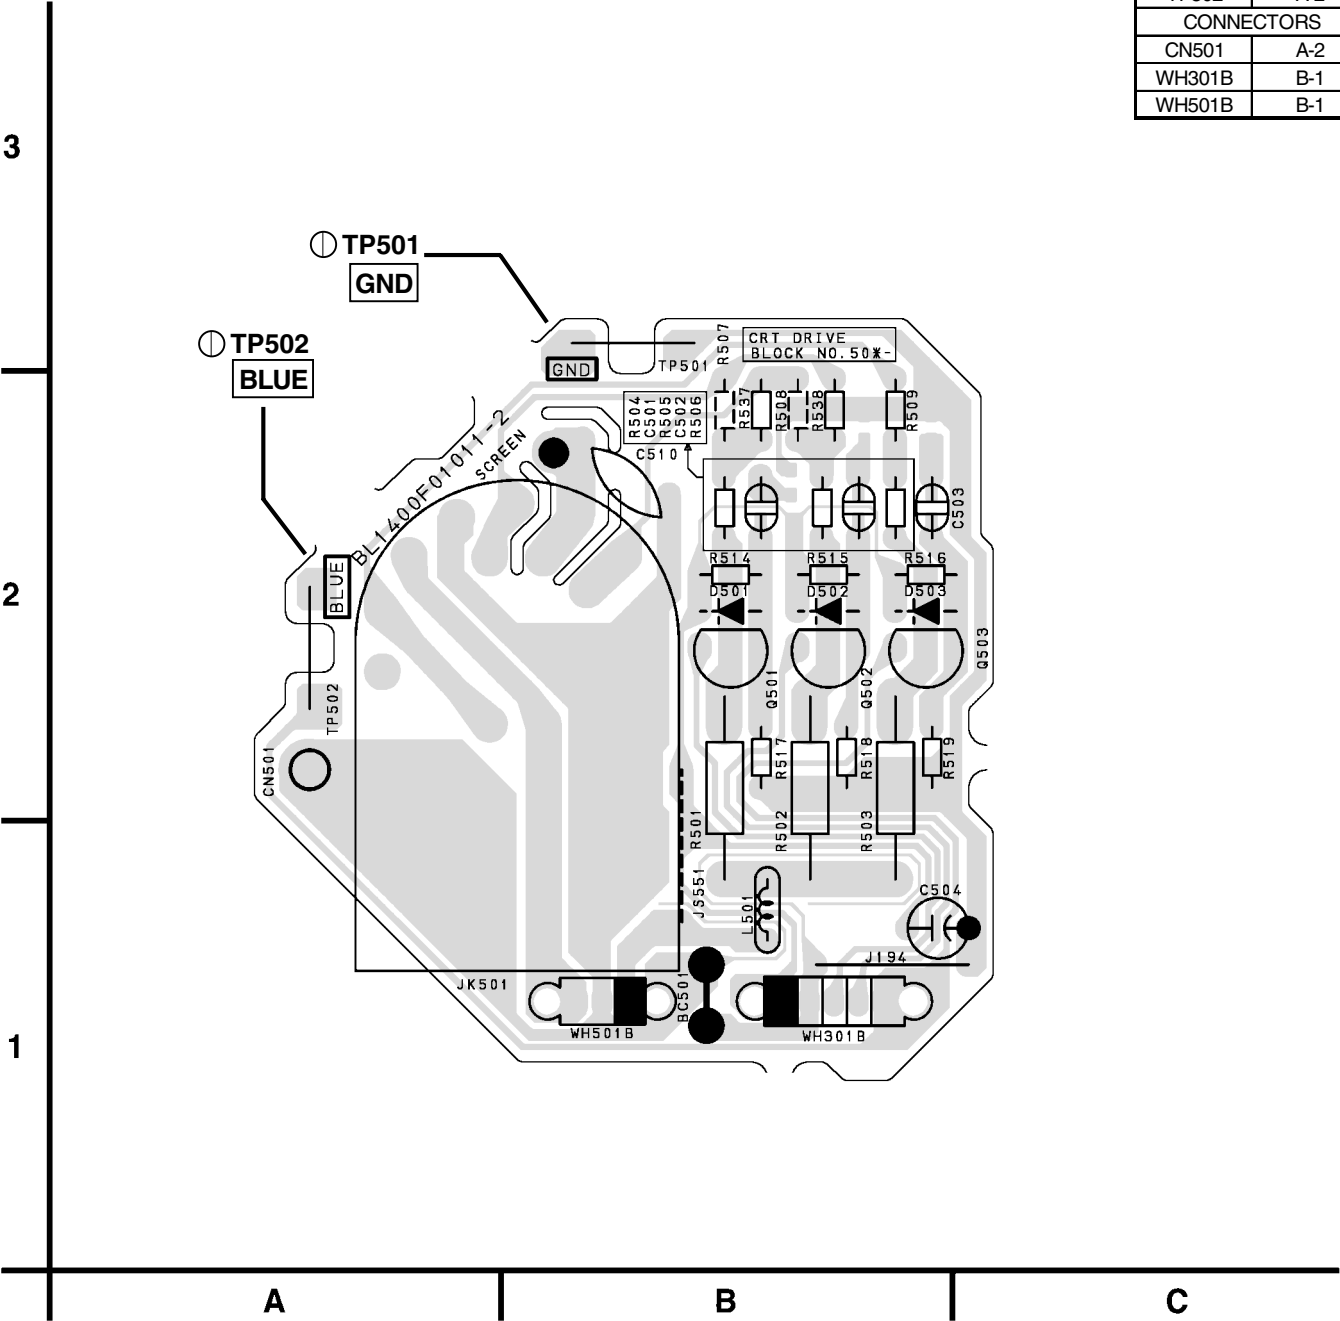 CONNECTORS
CN501 A-2
WH301B B-1
WH501B B-1
3
TP501
GND
TP502
BLUE
R507
CRT DRIVE
BLOCK NO.50※-
GND
TP501
R504
C501
R505
C502
R506
R537
R508
R538
R509
BL1400F01011-2
SCREEN
C510
C503
R514
R515
R516
2
BLUE
D501
D502
D503
Q503
Q501
Q502
TP502
CN501
R517
R518
R519
R501
R502
R503
JS551
L501
C504
J194
JK501
BC501
WH501B
WH301B
1
A
B
C